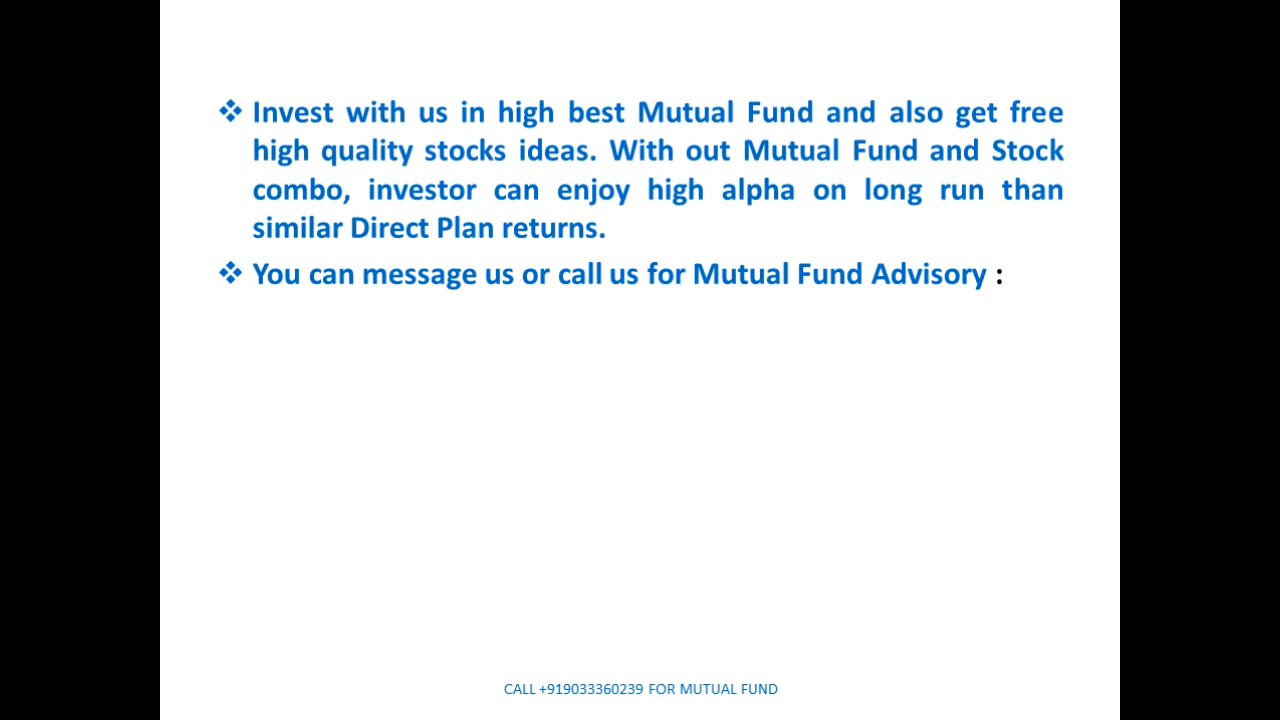 ❖ Invest with us in high best Mutual Fund and also get free
high quality stocks ideas. With out Mutual Fund and Stock
combo, investor can enjoy high alpha on long run than
similar Direct Plan returns.
❖ You can message us or call us for Mutual Fund Advisory :
CALL +919033360239 FOR MUTUAL FUND